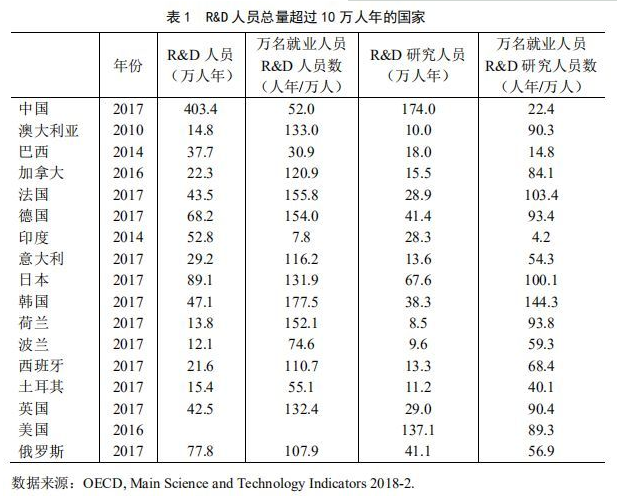 表 1 R&D 人员总量超过 10 万人年的国家
年份 R&D 人员（万人年） 万名就业人员 R&D 人员数（人年/万人） R&D 研究人员（万人年） 万名就业人员 R&D 研究人员数（人年/万人）
中国 2017 403.4 52.0 174.0 22.4
澳大利亚 2010 14.8 133.0 10.0 90.3
巴西 2014 37.7 30.9 18.0 14.8
加拿大 2016 22.3 120.9 15.5 84.1
法国 2017 43.5 155.8 28.9 103.4
德国 2017 68.2 154.0 41.4 93.4
印度 2014 52.8 7.8 28.3 4.2
意大利 2017 29.2 116.2 13.6 54.3
日本 2017 89.1 131.9 67.6 100.1
韩国 2017 47.1 177.5 38.3 144.3
荷兰 2017 13.8 152.1 8.5 93.8
波兰 2017 12.1 74.6 9.6 59.3
西班牙 2017 21.6 110.7 13.3 68.4
土耳其 2017 15.4 55.1 11.2 40.1
英国 2017 42.5 132.4 29.0 90.4
美国 2016 137.1 89.3
俄罗斯 2017 77.8 107.9 41.1 56.9
数据来源：OECD, Main Science and Technology Indicators 2018-2.